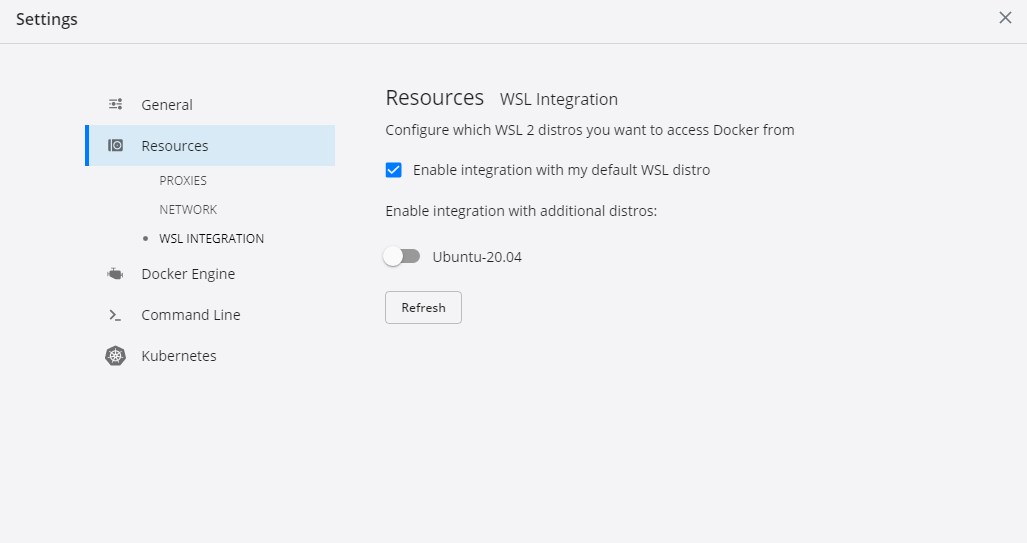 Settings
General
Resources
PROXIES
NETWORK
WSL INTEGRATION
Docker Engine
Command Line
Kubernetes
Resources WSL Integration
Configure which WSL 2 distros you want to access Docker from
Enable integration with my default WSL distro
Enable integration with additional distros:
Ubuntu-20.04
Refresh